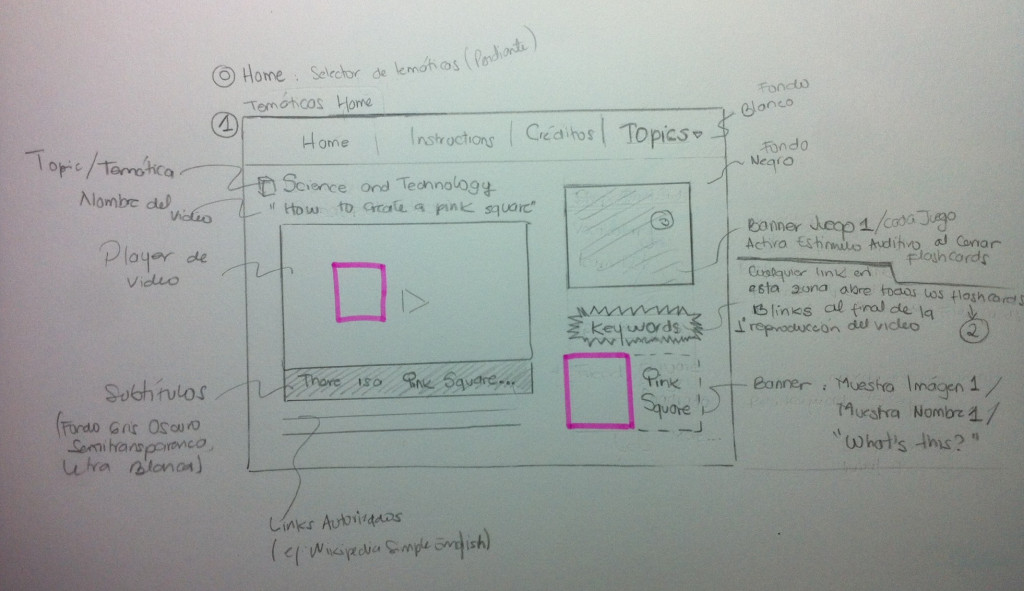 0 Home: Selector de temáticas (Pendiente)
Temáticas Home
1
Home | Instructions | Créditos | Topics
Fondo
Blanco
Fondo
Negro
Topic/Temática
Nombre del
video
Science and Technology
"How to create a pink square"
Player de
video
Banner Juego 1/cada Juego
Activa Estímulo Auditivo al Ganar
flashcards
Cualquier link en
esta zona abre todos los flashcards
2
Keywords
Blinks al final de la
1ª reproducción del video
There is a Pink Square...
Pink
Square
Subtítulos
(Fondo Gris Oscuro
Semitransparence,
Letra Blanca)
Banner: Muestra Imágen 1/
Muestra Nombre 1/
"What's this?"
Links Autorizados
(ej Wikipedia Simple English)